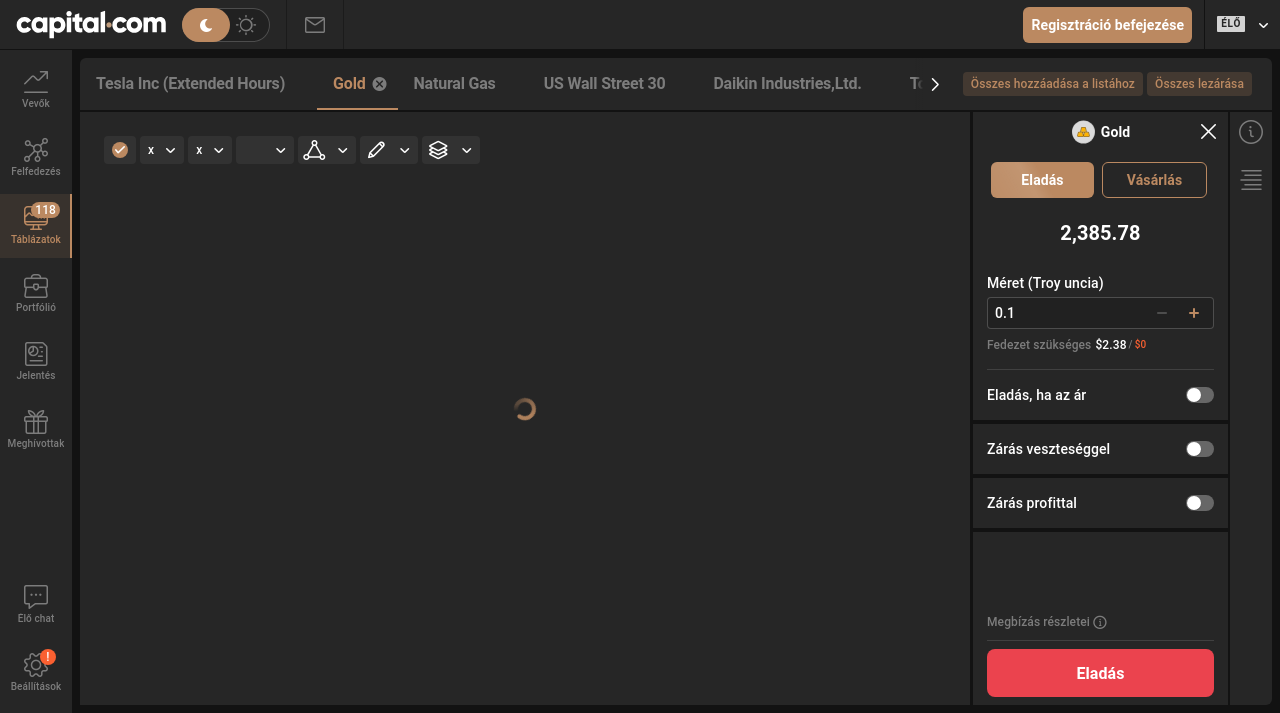 capital.com
Regisztráció befejezése
ÉLŐ
Vevők
Felfedezés
118
Táblázatok
Portfólió
Jelentés
Meghívottak
Élő chat
!
Beállítások
Tesla Inc (Extended Hours)
Gold
Natural Gas
US Wall Street 30
Daikin Industries,Ltd.
Összes hozzáadása a listához
Összes lezárása
x
x
Gold
Eladás
Vásárlás
2,385.78
Méret (Troy uncia)
0.1
Fedezet szükséges $2.38 / $0
Eladás, ha az ár
Zárás veszteséggel
Zárás profittal
Megbízás részletei
Eladás